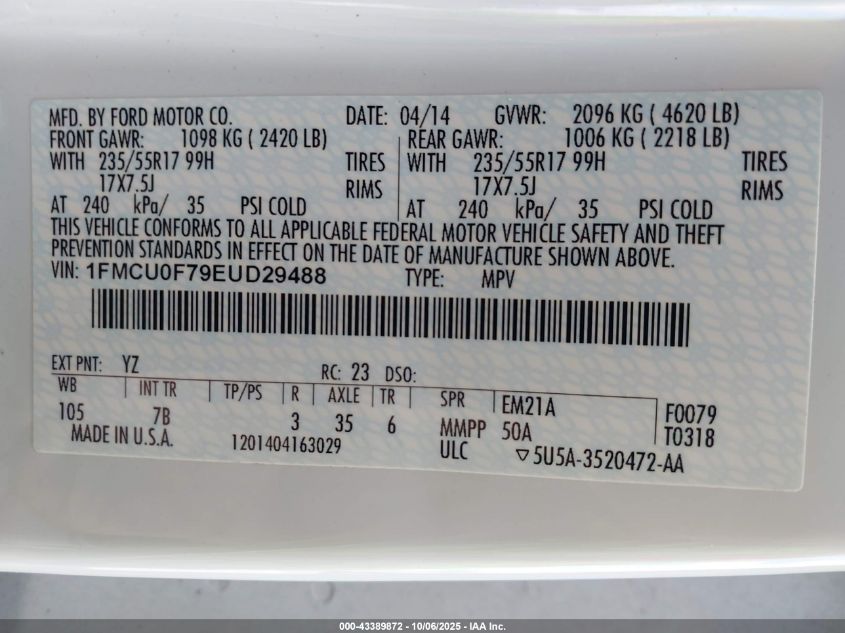 MFD. BY FORD MOTOR CO. DATE: 04/14 GVWR: 2096 KG ( 4620 LB)
FRONT GAWR: 1098 KG ( 2420 LB) REAR GAWR: 1006 KG ( 2218 LB)
WITH 235/55R17 99H TIRES WITH 235/55R17 99H TIRES
17X7.5J RIMS 17X7.5J RIMS
AT 240 kPa/ 35 PSI COLD AT 240 kPa/ 35 PSI COLD
THIS VEHICLE CONFORMS TO ALL APPLICABLE FEDERAL MOTOR VEHICLE SAFETY AND THEFT
PREVENTION STANDARDS IN EFFECT ON THE DATE OF MANUFACTURE SHOWN ABOVE.
VIN: 1FMCU0F79EUD29488 TYPE: MPV
EXT PNT: YZ RC: 23 DSO:
WB INT TR TP/PS R AXLE TR SPR EM21A F0079
105 7B 3 35 6 MMPP 50A T0318
MADE IN U.S.A. 1201404163029 ULC ▽5U5A-3520472-AA
000-43389872 - 10/06/2025 - IAA Inc.